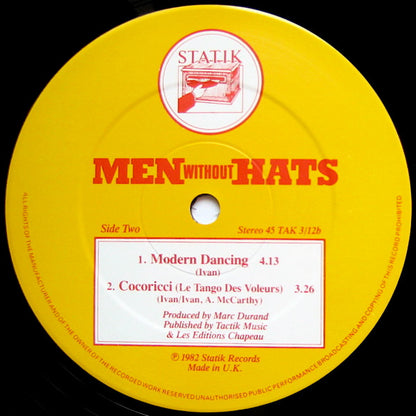 STATIK
MEN WITHOUT HATS
Side Two
Stereo 45 TAK 3/12b
1. Modern Dancing 4.13
(Ivan)
2. Cocoricci (Le Tango Des Voleurs) 3.26
(Ivan/Ivan, A. McCarthy)
Produced by Marc Durand
Published by Tactik Music
& Les Editions Chapeau
℗ 1982 Statik Records
Made in U.K.
ALL RIGHTS OF THE MANUFACTURER AND OF THE OWNER OF THE RECORDED WORK RESERVED UNAUTHORISED PUBLIC PERFORMANCE BROADCASTING AND COPYING OF THIS RECORD PROHIBITED